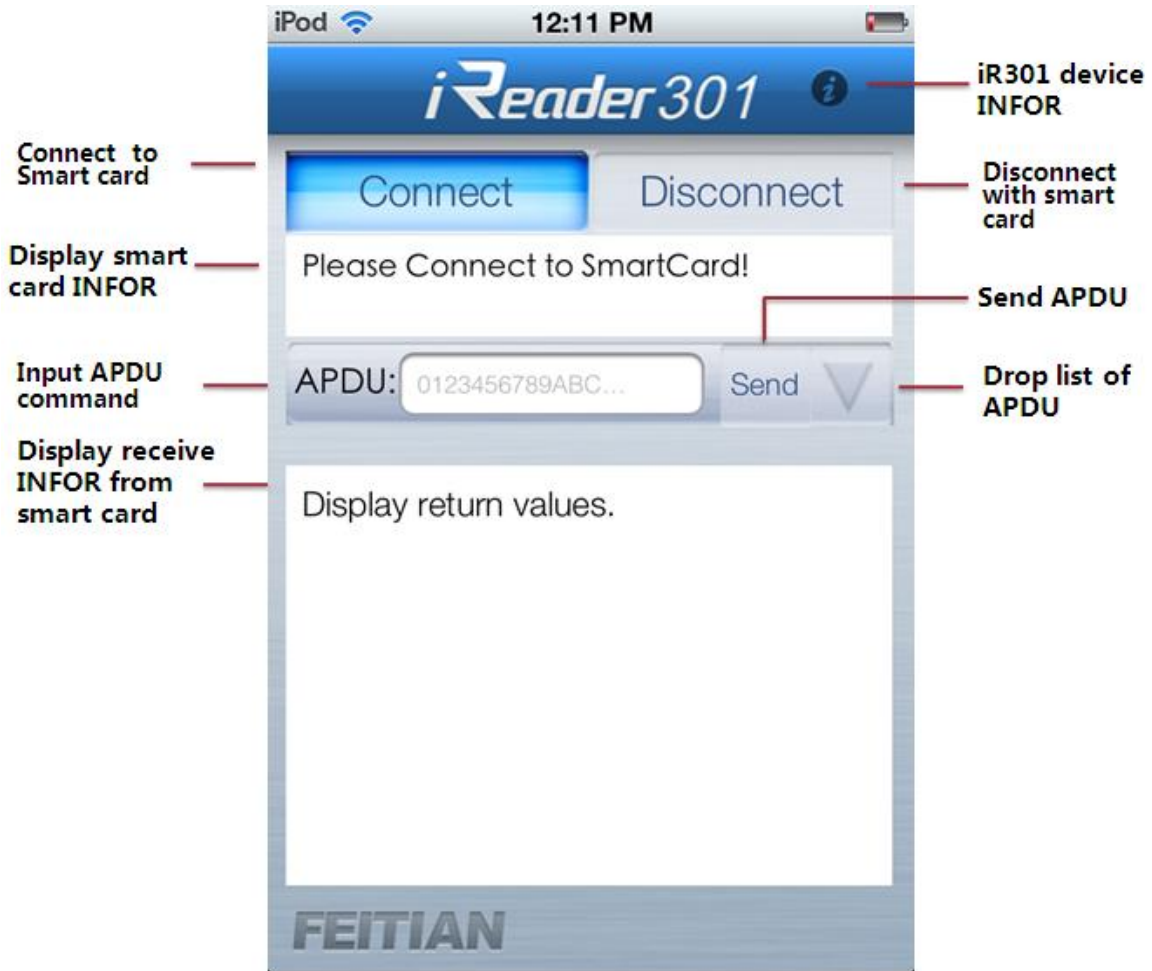 iPod 12:11 PM
iReader301
iR301 device
INFOR
Connect to
Smart card
Connect
Disconnect
Disconnect
with smart
card
Display smart
card INFOR
Please Connect to SmartCard!
Send APDU
Input APDU
command
APDU: 0123456789ABC... Send
Drop list of
APDU
Display receive
INFOR from
smart card
Display return values.
FEITIAN